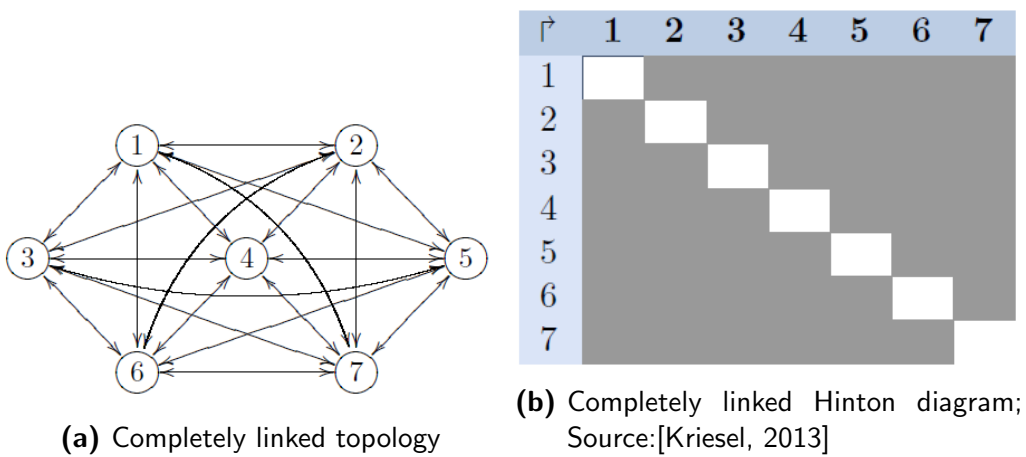 1 2
3 4 5
6 7
(a) Completely linked topology
↱ 1 2 3 4 5 6 7
1
2
3
4
5
6
7
(b) Completely linked Hinton diagram;
Source:[Kriesel, 2013]